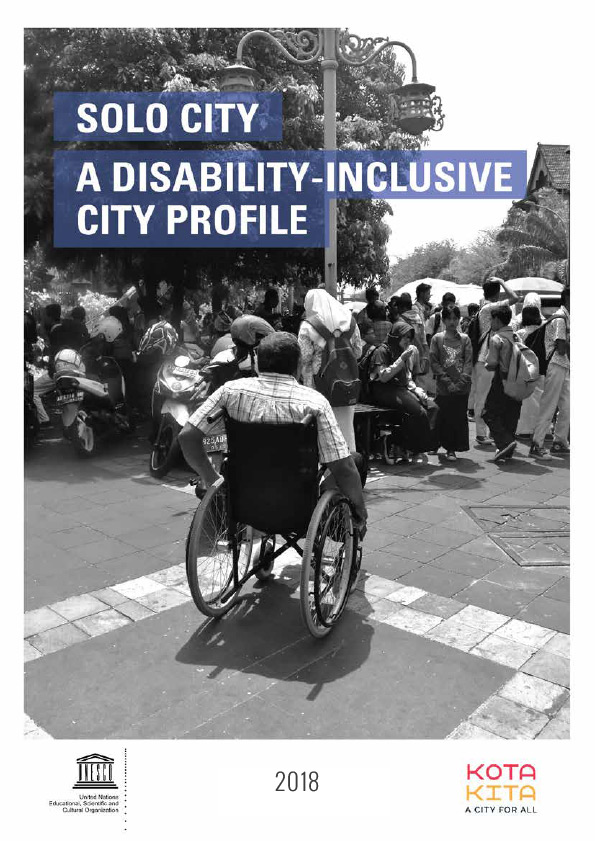 SOLO CITY
A DISABILITY-INCLUSIVE
CITY PROFILE
UNESCO
United Nations
Educational, Scientific and
Cultural Organization
2018
KOTA
KITA
A CITY FOR ALL